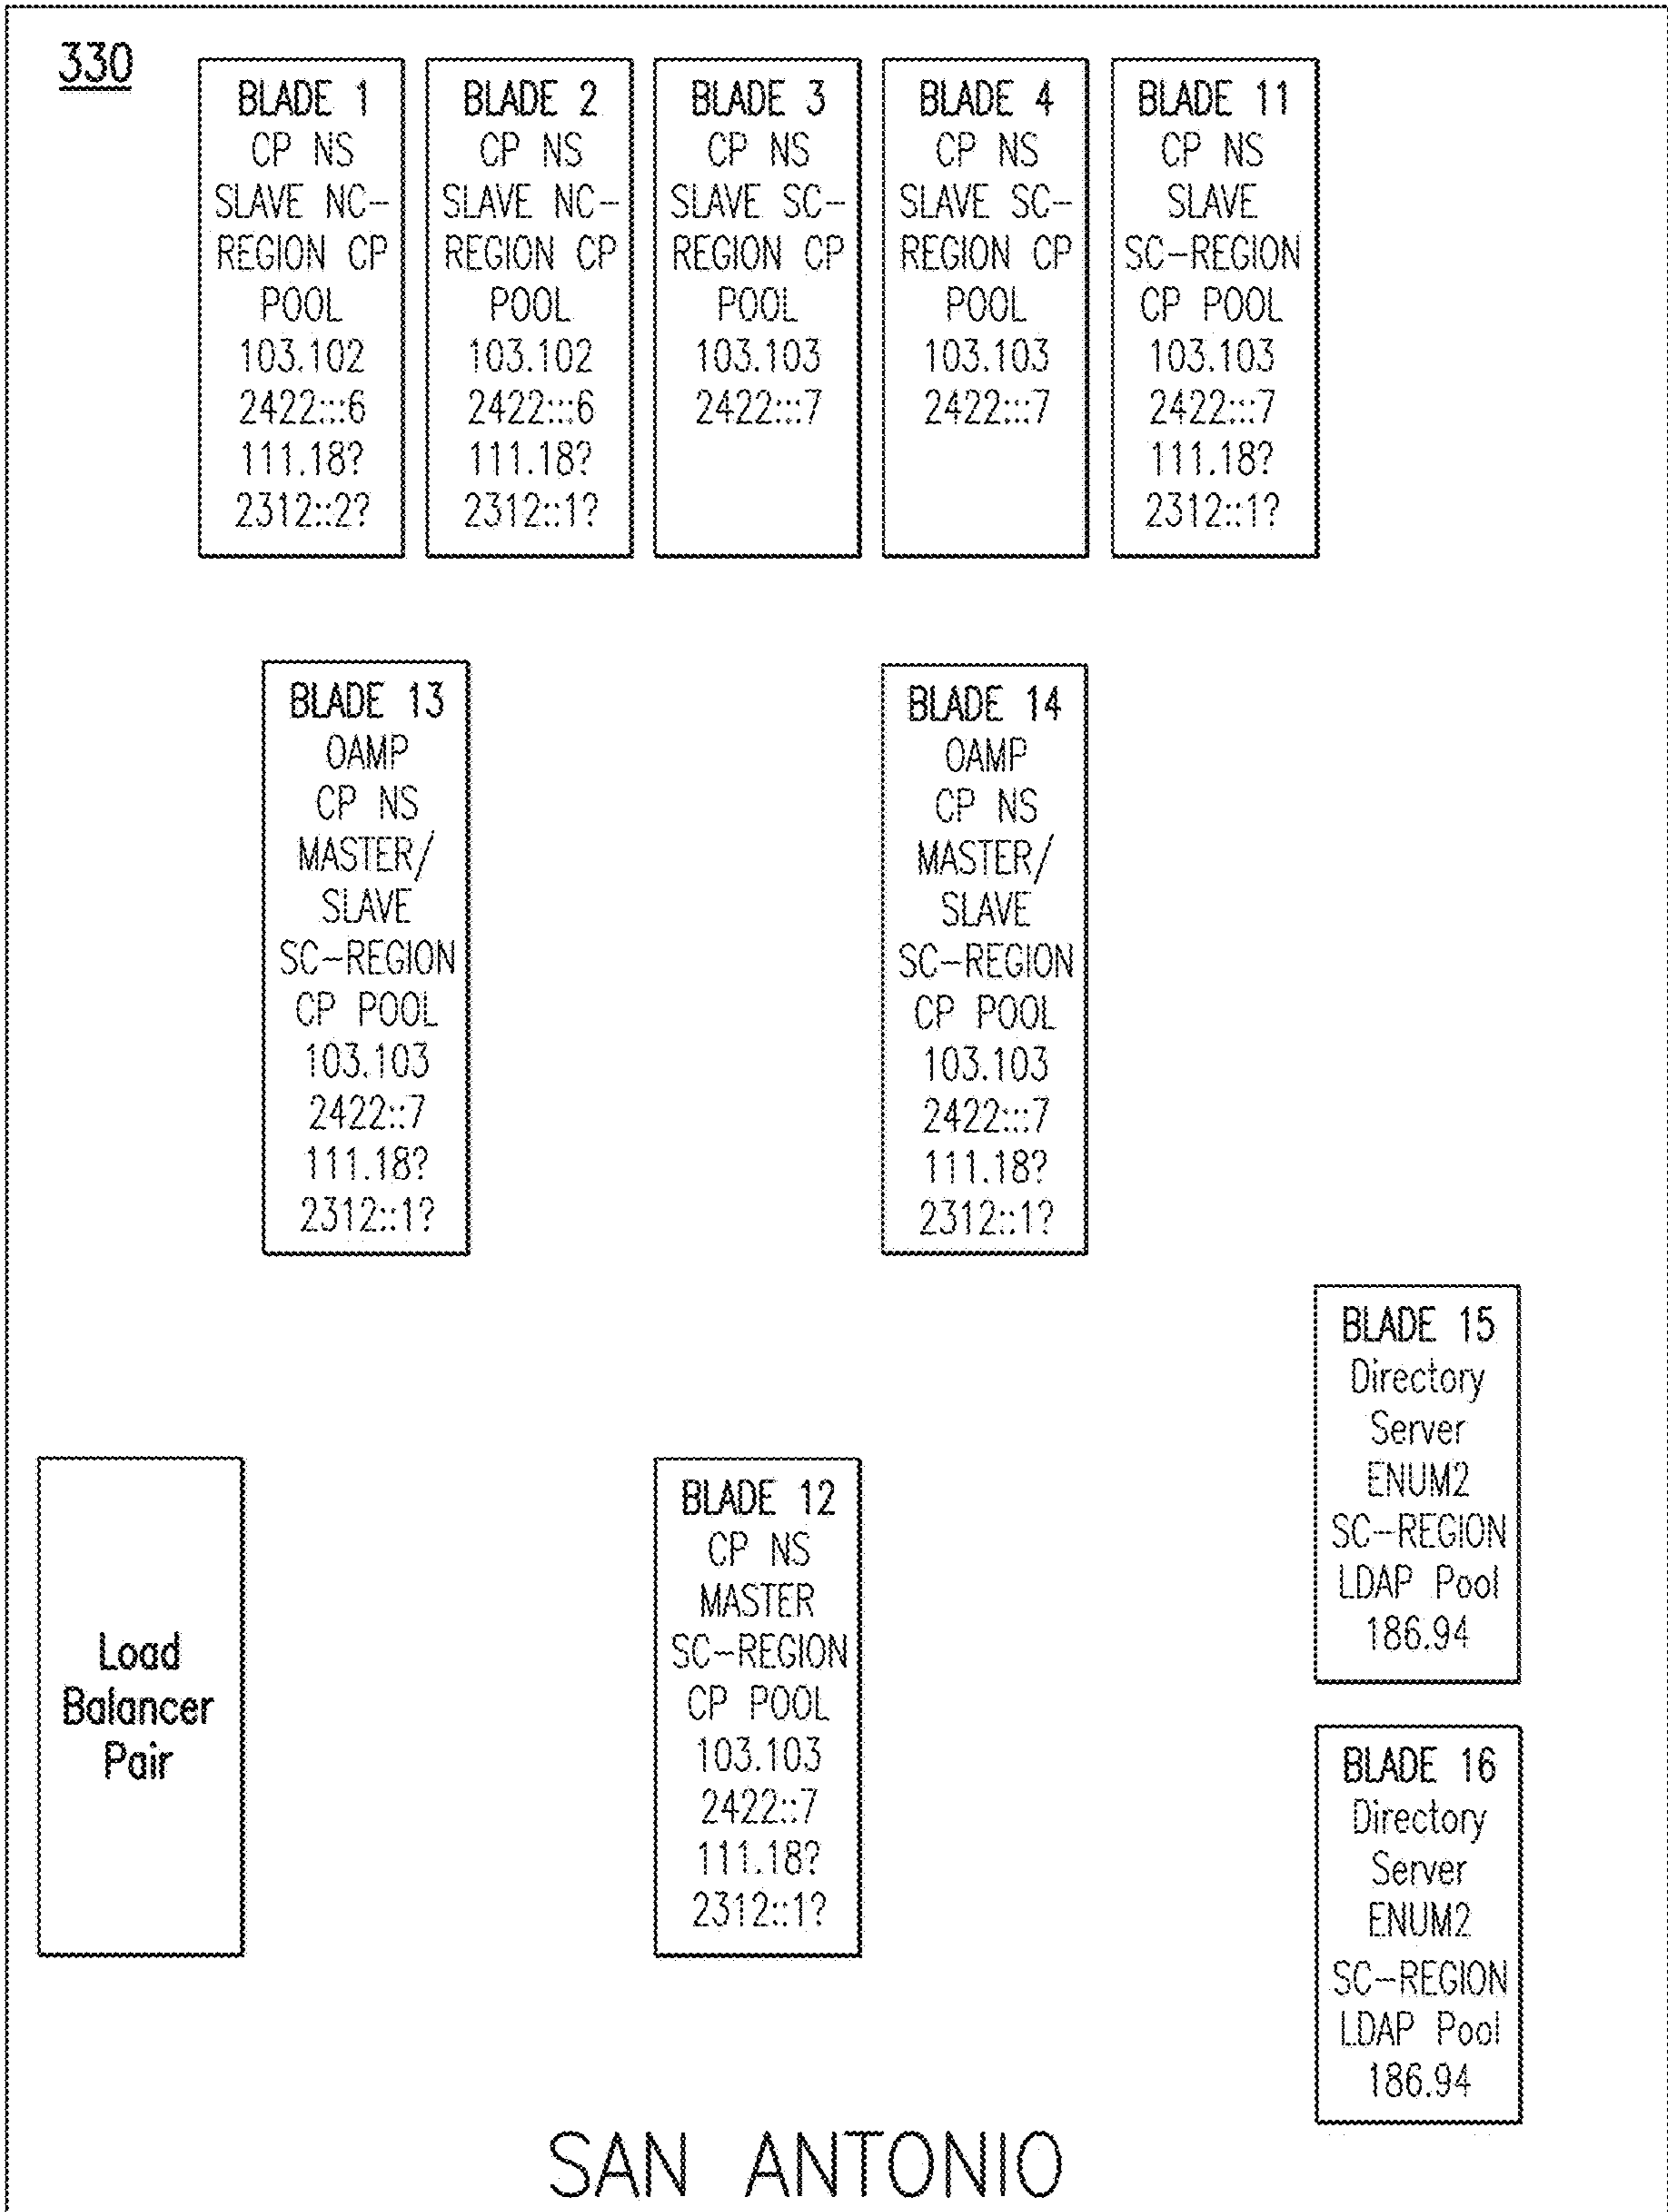 330
BLADE 1
CP NS
SLAVE NC-
REGION CP
POOL
103.102
2422:::6
111.18?
2312::2?
BLADE 2
CP NS
SLAVE NC-
REGION CP
POOL
103.102
2422:::6
111.18?
2312::1?
BLADE 3
CP NS
SLAVE SC-
REGION CP
POOL
103.103
2422:::7
BLADE 4
CP NS
SLAVE SC-
REGION CP
POOL
103.103
2422:::7
BLADE 11
CP NS
SLAVE
SC-REGION
CP POOL
103.103
2422:::7
111.18?
2312::1?
BLADE 13
OAMP
CP NS
MASTER/
SLAVE
SC-REGION
CP POOL
103.103
2422::7
111.18?
2312::1?
BLADE 14
OAMP
CP NS
MASTER/
SLAVE
SC-REGION
CP POOL
103.103
2422:::7
111.18?
2312::1?
Load
Balancer
Pair
BLADE 12
CP NS
MASTER
SC-REGION
CP POOL
103.103
2422::7
111.18?
2312::1?
BLADE 15
Directory
Server
ENUM2
SC-REGION
LDAP Pool
186.94
BLADE 16
Directory
Server
ENUM2
SC-REGION
LDAP Pool
186.94
SAN ANTONIO